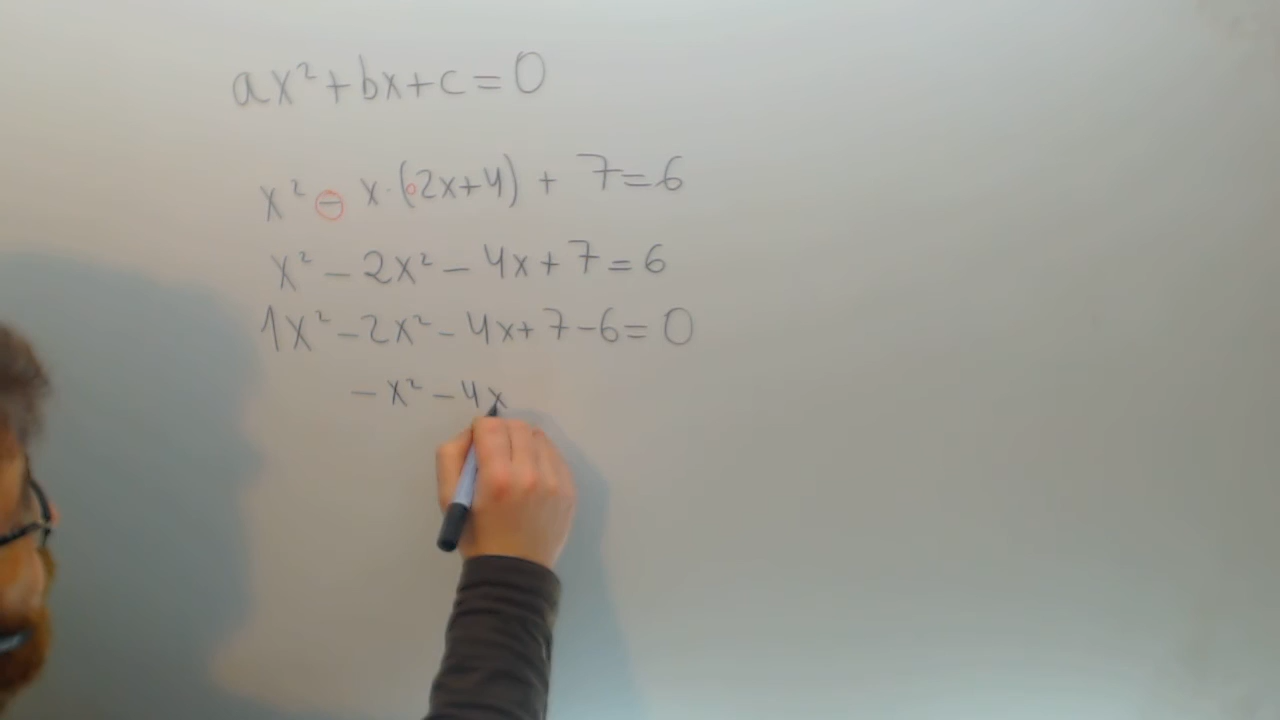 ax² + bx + c = 0
x² - x · (2x + 4) + 7 = 6
x² - 2x² - 4x + 7 = 6
1x² - 2x² - 4x + 7 - 6 = 0
- x² - 4x